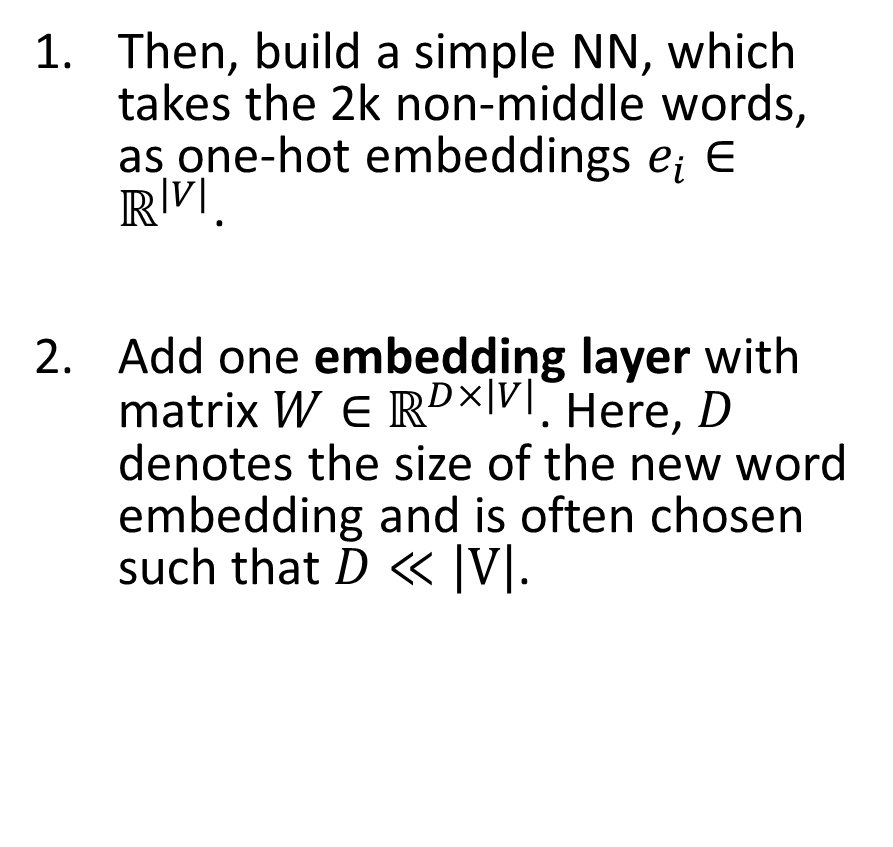 1. Then, build a simple NN, which
takes the 2k non-middle words,
as one-hot embeddings 𝑒ᵢ ∈
ℝ^|𝑉|.
2. Add one embedding layer with
matrix 𝑊 ∈ ℝ^𝐷×|𝑉|. Here, 𝐷
denotes the size of the new word
embedding and is often chosen
such that 𝐷 ≪ |V|.